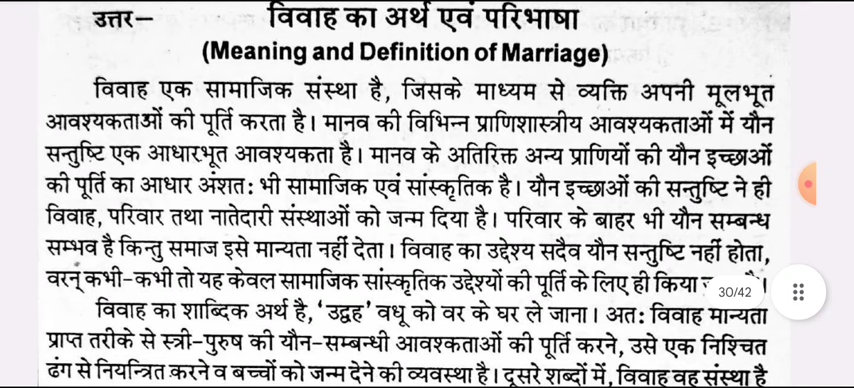 उत्तर–
विवाह का अर्थ एवं परिभाषा
(Meaning and Definition of Marriage)
विवाह एक सामाजिक संस्था है, जिसके माध्यम से व्यक्ति अपनी मूलभूत
आवश्यकताओं की पूर्ति करता है। मानव की विभिन्न प्राणिशास्त्रीय आवश्यकताओं में यौन
सन्तुष्टि एक आधारभूत आवश्यकता है। मानव के अतिरिक्त अन्य प्राणियों की यौन इच्छाओं
की पूर्ति का आधार अंशत: भी सामाजिक एवं सांस्कृतिक है। यौन इच्छाओं की सन्तुष्टि ने ही
विवाह, परिवार तथा नातेदारी संस्थाओं को जन्म दिया है। परिवार के बाहर भी यौन सम्बन्ध
सम्भव है किन्तु समाज इसे मान्यता नहीं देता। विवाह का उद्देश्य सदैव यौन सन्तुष्टि नहीं होता,
वरन् कभी-कभी तो यह केवल सामाजिक सांस्कृतिक उद्देश्यों की पूर्ति के लिए ही किया
30/42
विवाह का शाब्दिक अर्थ है, ‘उद्वह’ वधू को वर के घर ले जाना। अत: विवाह मान्यता
प्राप्त तरीके से स्त्री-पुरुष की यौन-सम्बन्धी आवश्कताओं की पूर्ति करने, उसे एक निश्चित
ढंग से नियन्त्रित करने व बच्चों को जन्म देने की व्यवस्था है। दूसरे शब्दों में, विवाह वह संस्था है